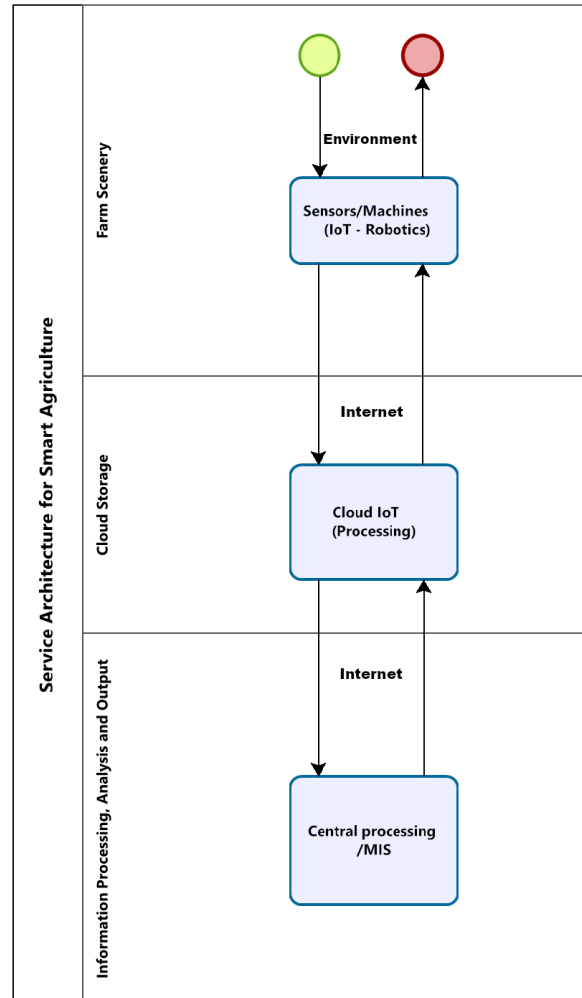 Service Architecture for Smart Agriculture
Farm Scenery
Environment
Sensors/Machines
(IoT - Robotics)
Cloud Storage
Internet
Cloud IoT
(Processing)
Information Processing, Analysis and Output
Internet
Central processing
/MIS